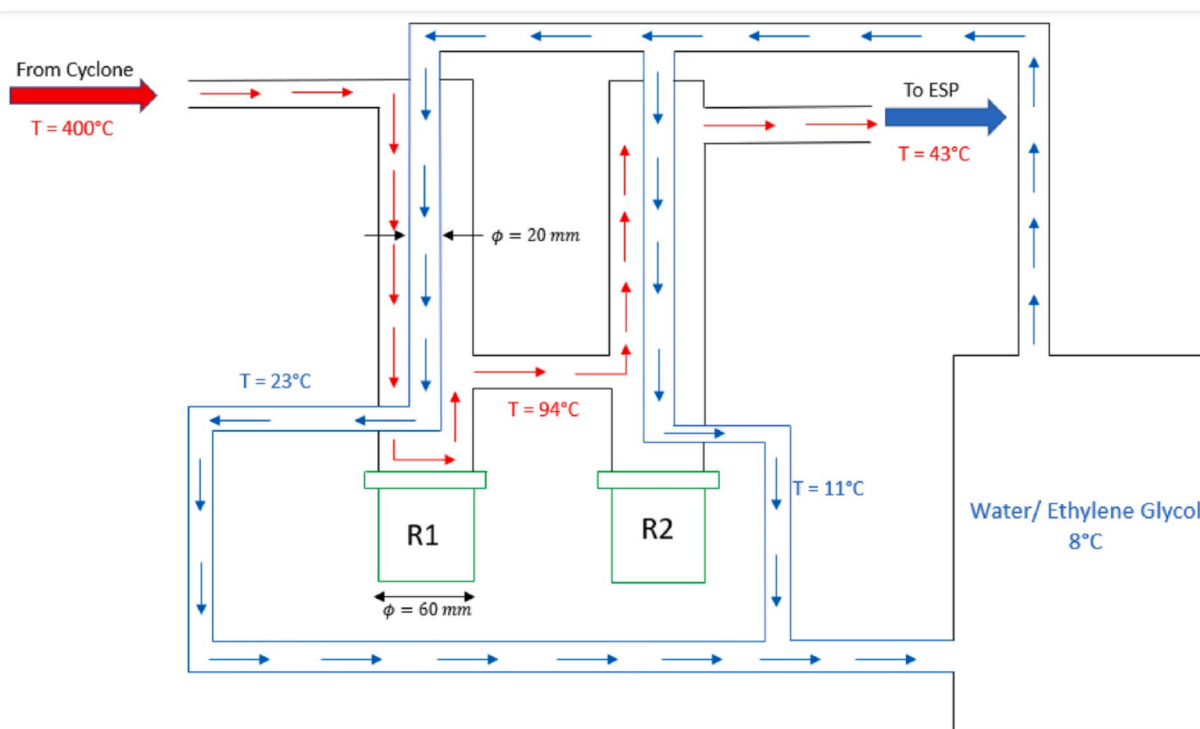 From Cyclone
T = 400°C
To ESP
T = 43°C
ϕ = 20 mm
T = 23°C
T = 94°C
T = 11°C
R1
R2
Water/ Ethylene Glycol
8°C
ϕ = 60 mm